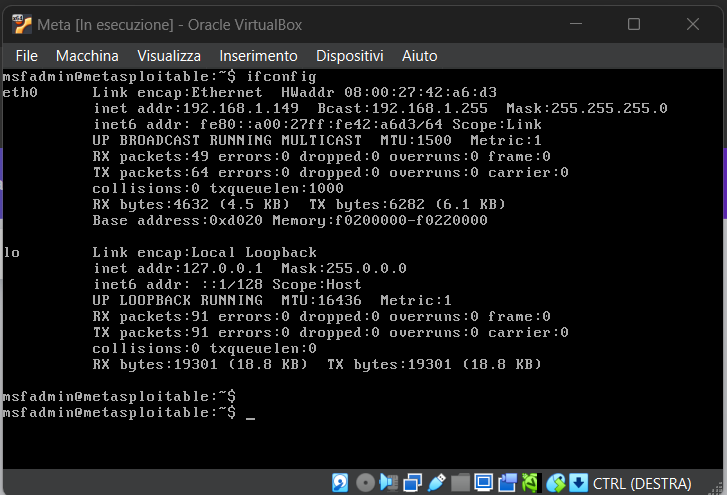 Meta [In esecuzione] - Oracle VirtualBox
File Macchina Visualizza Inserimento Dispositivi Aiuto
msfadmin@metasploitable:~$ ifconfig
eth0 Link encap:Ethernet HWaddr 08:00:27:42:a6:d3
inet addr:192.168.1.149 Bcast:192.168.1.255 Mask:255.255.255.0
inet6 addr: fe80::a00:27ff:fe42:a6d3/64 Scope:Link
UP BROADCAST RUNNING MULTICAST MTU:1500 Metric:1
RX packets:49 errors:0 dropped:0 overruns:0 frame:0
TX packets:64 errors:0 dropped:0 overruns:0 carrier:0
collisions:0 txqueuelen:1000
RX bytes:4632 (4.5 KB) TX bytes:6282 (6.1 KB)
Base address:0xd020 Memory:f0200000-f0220000
lo Link encap:Local Loopback
inet addr:127.0.0.1 Mask:255.0.0.0
inet6 addr: ::1/128 Scope:Host
UP LOOPBACK RUNNING MTU:16436 Metric:1
RX packets:91 errors:0 dropped:0 overruns:0 frame:0
TX packets:91 errors:0 dropped:0 overruns:0 carrier:0
collisions:0 txqueuelen:0
RX bytes:19301 (18.8 KB) TX bytes:19301 (18.8 KB)
msfadmin@metasploitable:~$
msfadmin@metasploitable:~$ _
CTRL (DESTRA)